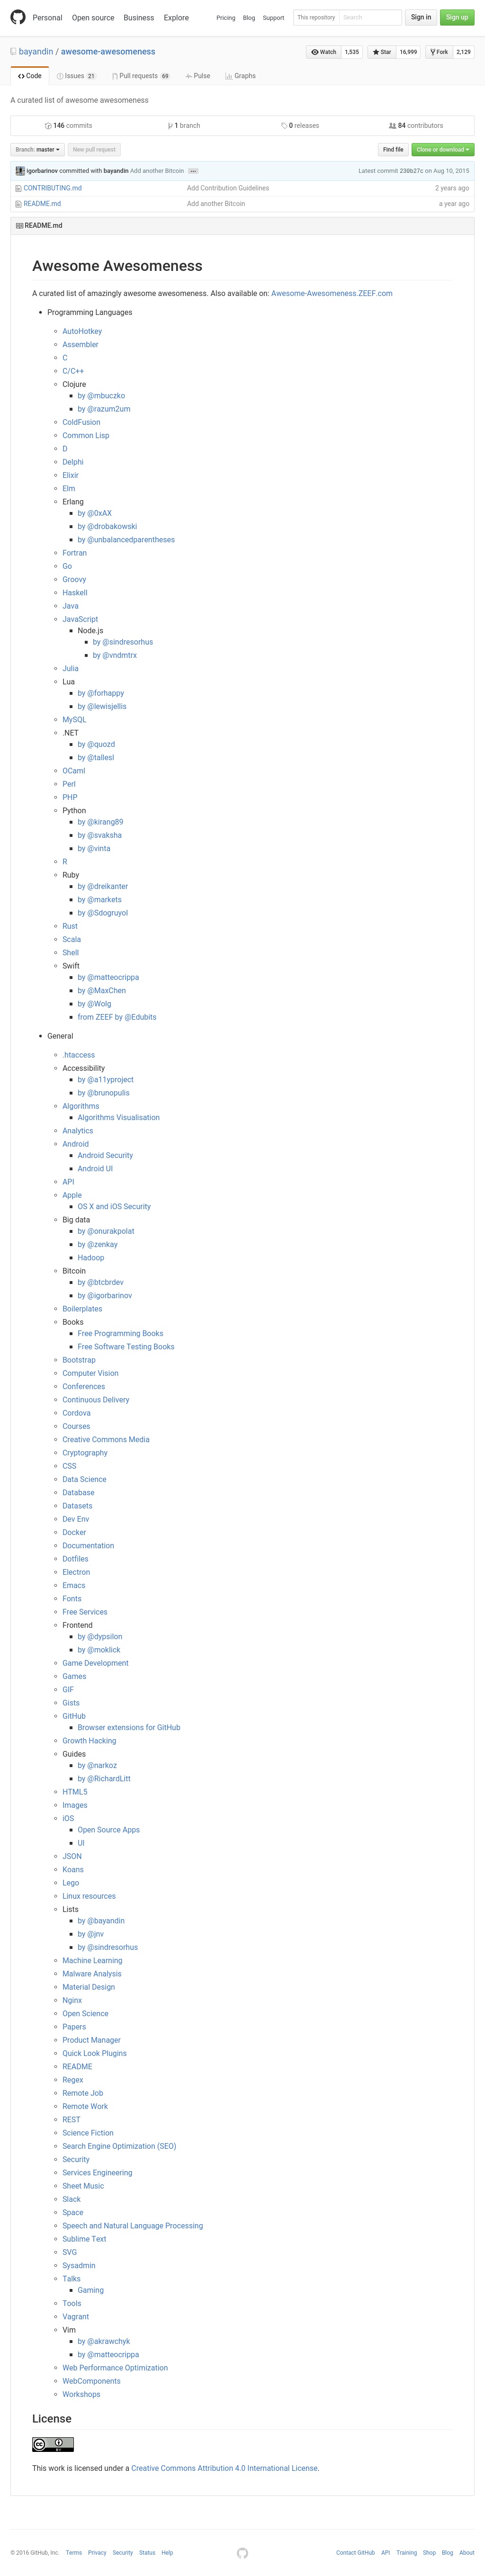 Personal Open source Business Explore Pricing Blog Support This repository Search Sign in Sign up
bayandin / awesome-awesomeness Watch 1,535 Star 16,999 Fork 2,129
Code Issues 21 Pull requests 69 Pulse Graphs
A curated list of awesome awesomeness
146 commits 1 branch 0 releases 84 contributors
Branch: master New pull request Find file Clone or download
igorbarinov committed with bayandin Add another Bitcoin Latest commit 230b27c on Aug 10, 2015
CONTRIBUTING.md Add Contribution Guidelines 2 years ago
README.md Add another Bitcoin a year ago
README.md
Awesome Awesomeness
A curated list of amazingly awesome awesomeness. Also available on: Awesome-Awesomeness.ZEEF.com
Programming Languages
AutoHotkey
Assembler
C
C/C++
Clojure
by @mbuczko
by @razum2um
ColdFusion
Common Lisp
D
Delphi
Elixir
Elm
Erlang
by @0xAX
by @drobakowski
by @unbalancedparentheses
Fortran
Go
Groovy
Haskell
Java
JavaScript
Node.js
by @sindresorhus
by @vndmtrx
Julia
Lua
by @forhappy
by @lewisjellis
MySQL
.NET
by @quozd
by @tallesl
OCaml
Perl
PHP
Python
by @kirang89
by @svaksha
by @vinta
R
Ruby
by @dreikanter
by @markets
by @Sdogruyol
Rust
Scala
Shell
Swift
by @matteocrippa
by @MaxChen
by @Wolg
from ZEEF by @Edubits
General
.htaccess
Accessibility
by @a11yproject
by @brunopulis
Algorithms
Algorithms Visualisation
Analytics
Android
Android Security
Android UI
API
Apple
OS X and iOS Security
Big data
by @onurakpolat
by @zenkay
Hadoop
Bitcoin
by @btcbrdev
by @igorbarinov
Boilerplates
Books
Free Programming Books
Free Software Testing Books
Bootstrap
Computer Vision
Conferences
Continuous Delivery
Cordova
Courses
Creative Commons Media
Cryptography
CSS
Data Science
Database
Datasets
Dev Env
Docker
Documentation
Dotfiles
Electron
Emacs
Fonts
Free Services
Frontend
by @dypsilon
by @moklick
Game Development
Games
GIF
Gists
GitHub
Browser extensions for GitHub
Growth Hacking
Guides
by @narkoz
by @RichardLitt
HTML5
Images
iOS
Open Source Apps
UI
JSON
Koans
Lego
Linux resources
Lists
by @bayandin
by @jnv
by @sindresorhus
Machine Learning
Malware Analysis
Material Design
Nginx
Open Science
Papers
Product Manager
Quick Look Plugins
README
Regex
Remote Job
Remote Work
REST
Science Fiction
Search Engine Optimization (SEO)
Security
Services Engineering
Sheet Music
Slack
Space
Speech and Natural Language Processing
Sublime Text
SVG
Sysadmin
Talks
Gaming
Tools
Vagrant
Vim
by @akrawchyk
by @matteocrippa
Web Performance Optimization
WebComponents
Workshops
License
This work is licensed under a Creative Commons Attribution 4.0 International License.
© 2016 GitHub, Inc. Terms Privacy Security Status Help Contact GitHub API Training Shop Blog About